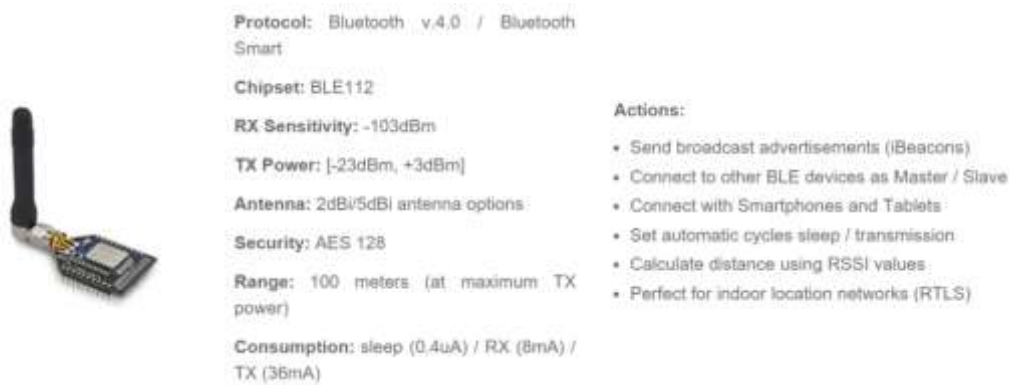 Protocol: Bluetooth v.4.0 / Bluetooth
Smart
Chipset: BLE112
RX Sensitivity: -103dBm
TX Power: [-23dBm, +3dBm]
Antenna: 2dBi/5dBi antenna options
Security: AES 128
Range: 100 meters (at maximum TX
power)
Consumption: sleep (0.4uA) / RX (8mA) /
TX (36mA)
Actions:
• Send broadcast advertisements (iBeacons)
• Connect to other BLE devices as Master / Slave
• Connect with Smartphones and Tablets
• Set automatic cycles sleep / transmission
• Calculate distance using RSSI values
• Perfect for indoor location networks (RTLS)